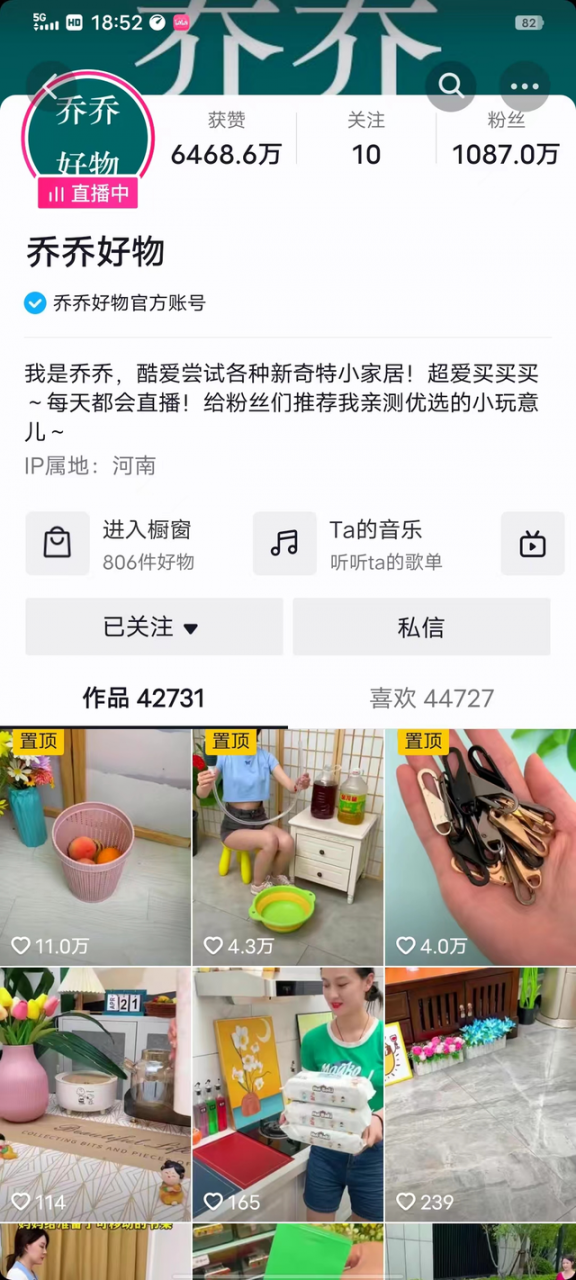 5G HD 18:52 82
乔乔
乔乔
好物
直播中
获赞 关注 粉丝
6468.6万 10 1087.0万
乔乔好物
乔乔好物官方账号
我是乔乔，酷爱尝试各种新奇特小家居！超爱买买买
～每天都会直播！给粉丝们推荐我亲测优选的小玩意
儿～
IP属地：河南
进入橱窗 Ta的音乐
806件好物 听听ta的歌单
已关注 私信
作品 42731 喜欢 44727
置顶 置顶 置顶
11.0万 4.3万 4.0万
21
Beautiful Life
COLLECTING BITS AND PIECES
114 165 239